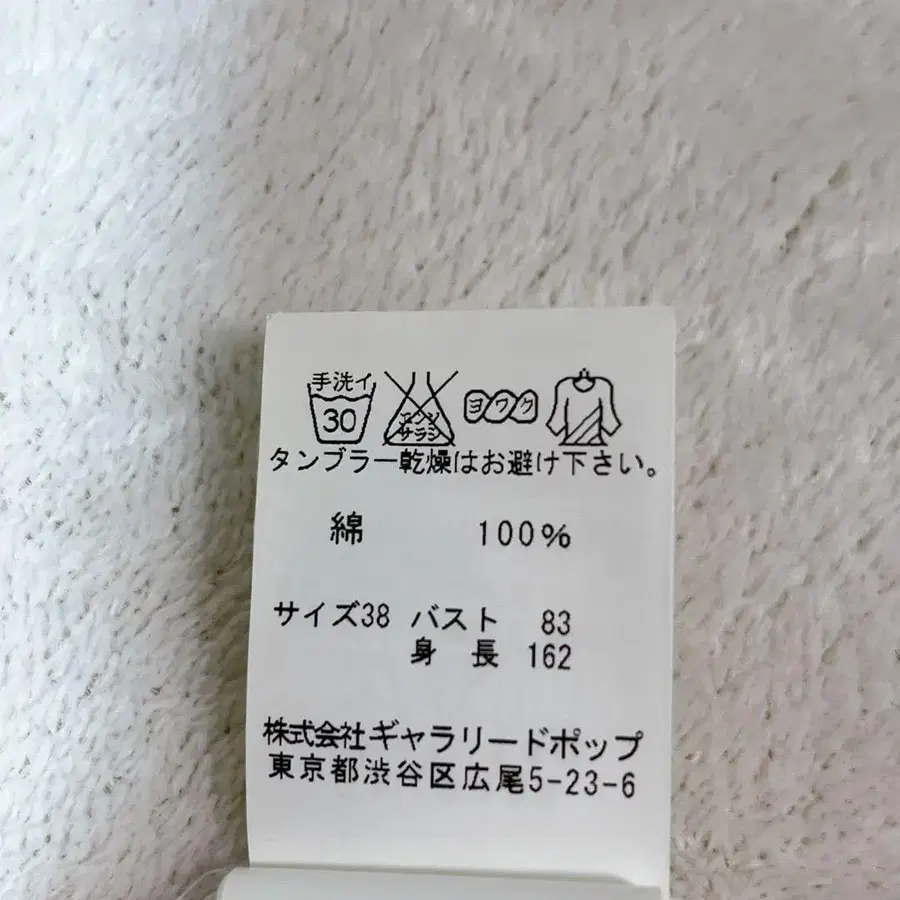 手洗イ
30
エンソサラシ
ヨワク
タンブラー乾燥はお避け下さい。
綿 100%
サイズ38 バスト 83
身 長 162
株式会社ギャラリードポップ
東京都渋谷区広尾5-23-6